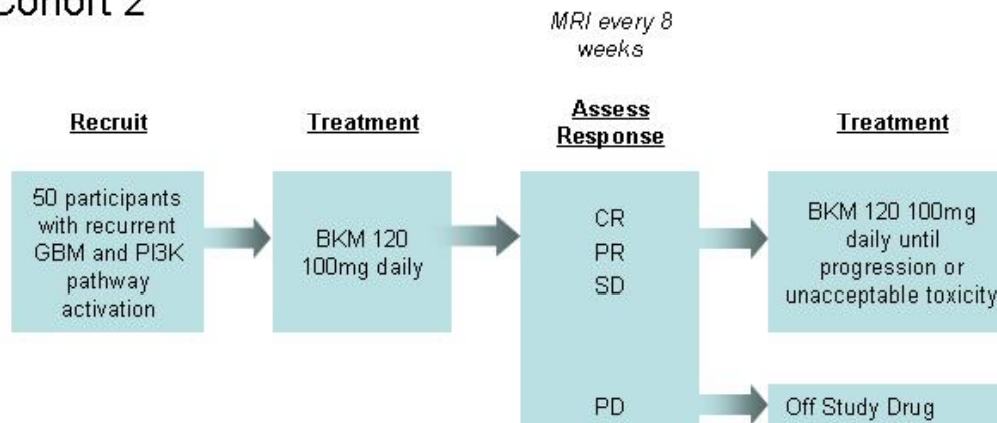 Cohort 2
MRI every 8
weeks
Recruit
Treatment
Assess
Response
Treatment
50 participants
with recurrent
GBM and PI3K
pathway
activation
BKM 120
100mg daily
CR
PR
SD
BKM 120 100mg
daily until
progression or
unacceptable toxicity
PD
Off Study Drug